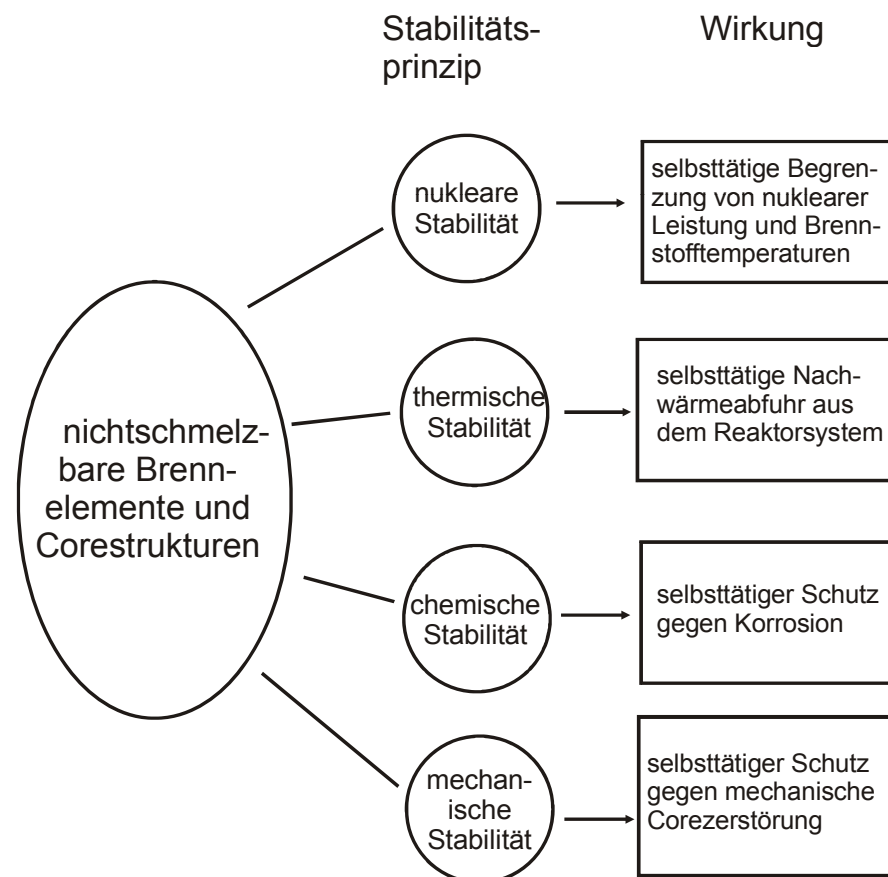 Stabilitäts-
prinzip
Wirkung
nichtschmelz-
bare Brenn-
elemente und
Corestrukturen
nukleare
Stabilität
selbsttätige Begren-
zung von nuklearer
Leistung und Brenn-
stofftemperaturen
thermische
Stabilität
selbsttätige Nach-
wärmeabfuhr aus
dem Reaktorsystem
chemische
Stabilität
selbsttätiger Schutz
gegen Korrosion
mechan-
ische
Stabilität
selbsttätiger Schutz
gegen mechanische
Corezerstörung